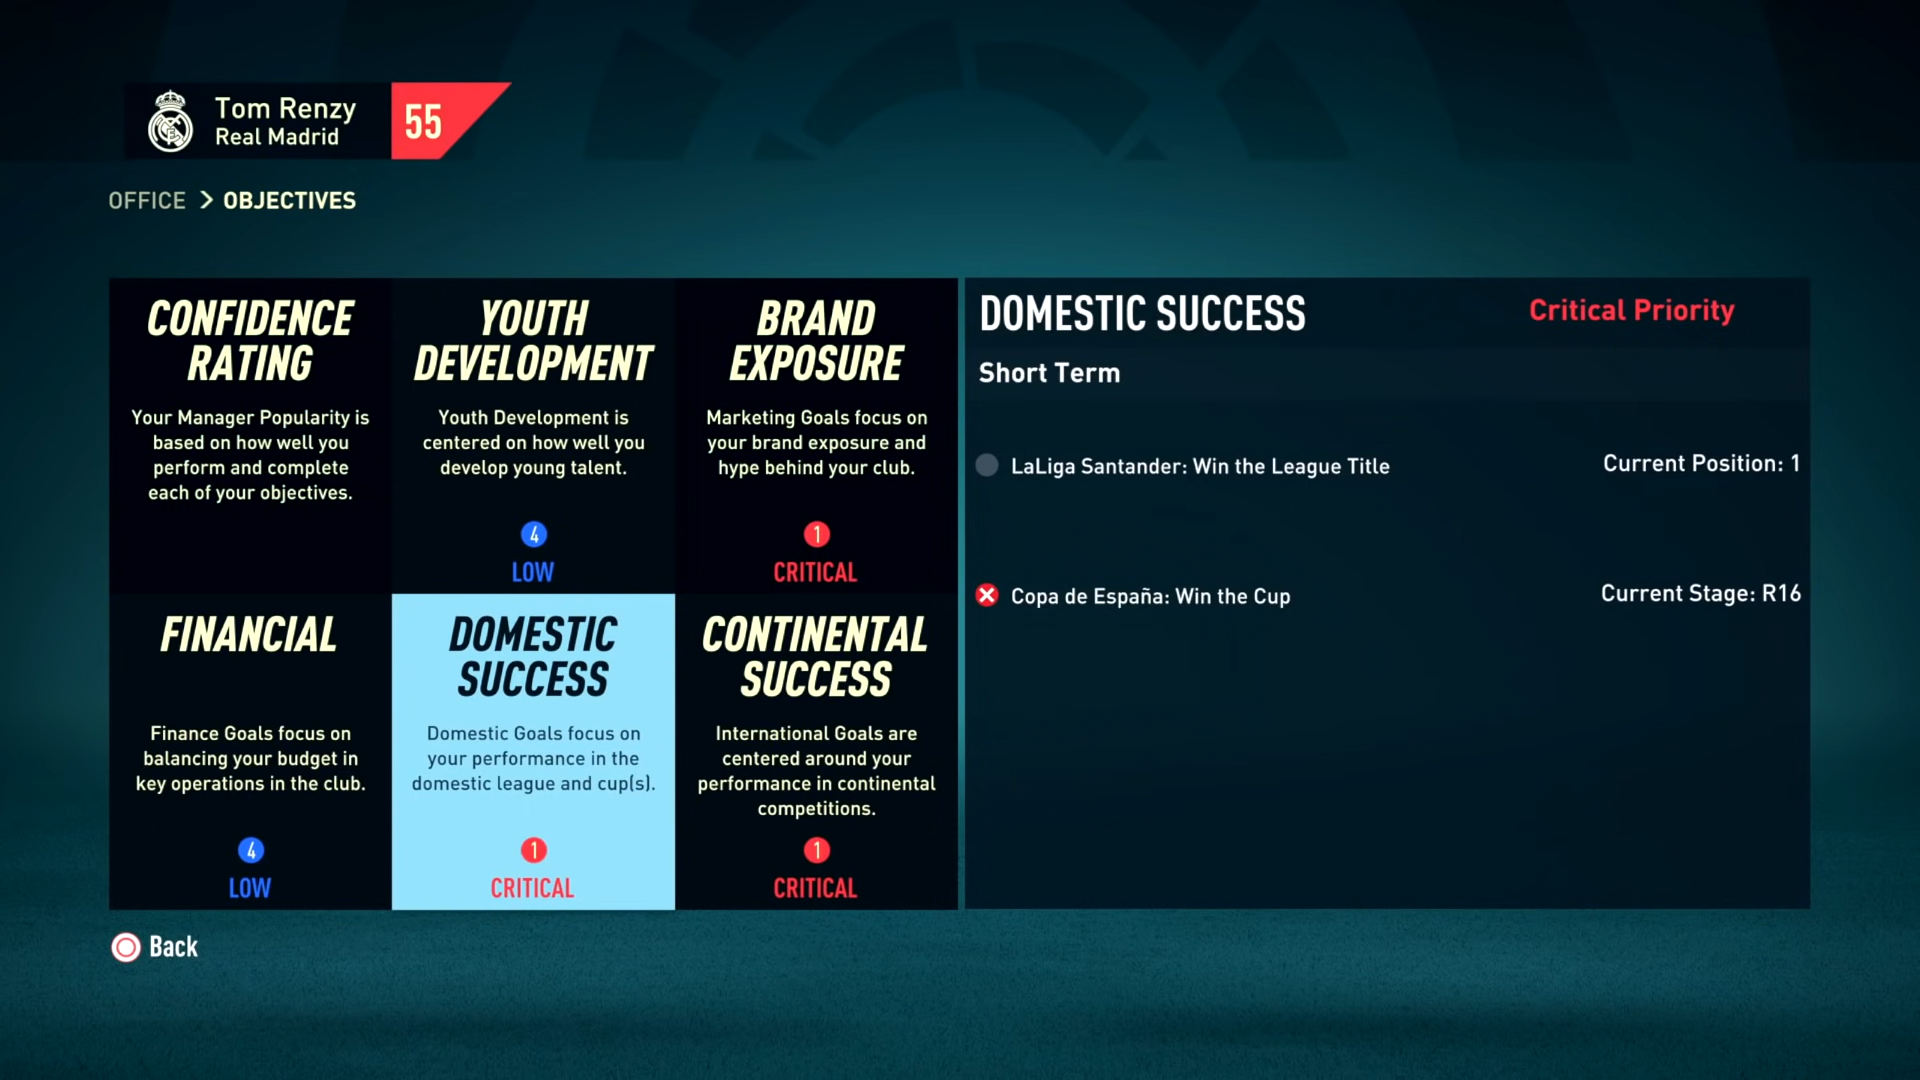 Tom Renzy
Real Madrid
55
OFFICE > OBJECTIVES
CONFIDENCE
RATING
Your Manager Popularity is
based on how well you
perform and complete
each of your objectives.
YOUTH
DEVELOPMENT
Youth Development is
centered on how well you
develop young talent.
4
LOW
BRAND
EXPOSURE
Marketing Goals focus on
your brand exposure and
hype behind your club.
1
CRITICAL
FINANCIAL
Finance Goals focus on
balancing your budget in
key operations in the club.
4
LOW
DOMESTIC
SUCCESS
Domestic Goals focus on
your performance in the
domestic league and cup(s).
1
CRITICAL
CONTINENTAL
SUCCESS
International Goals are
centered around your
performance in continental
competitions.
1
CRITICAL
DOMESTIC SUCCESS
Critical Priority
Short Term
LaLiga Santander: Win the League Title
Current Position: 1
Copa de España: Win the Cup
Current Stage: R16
Back